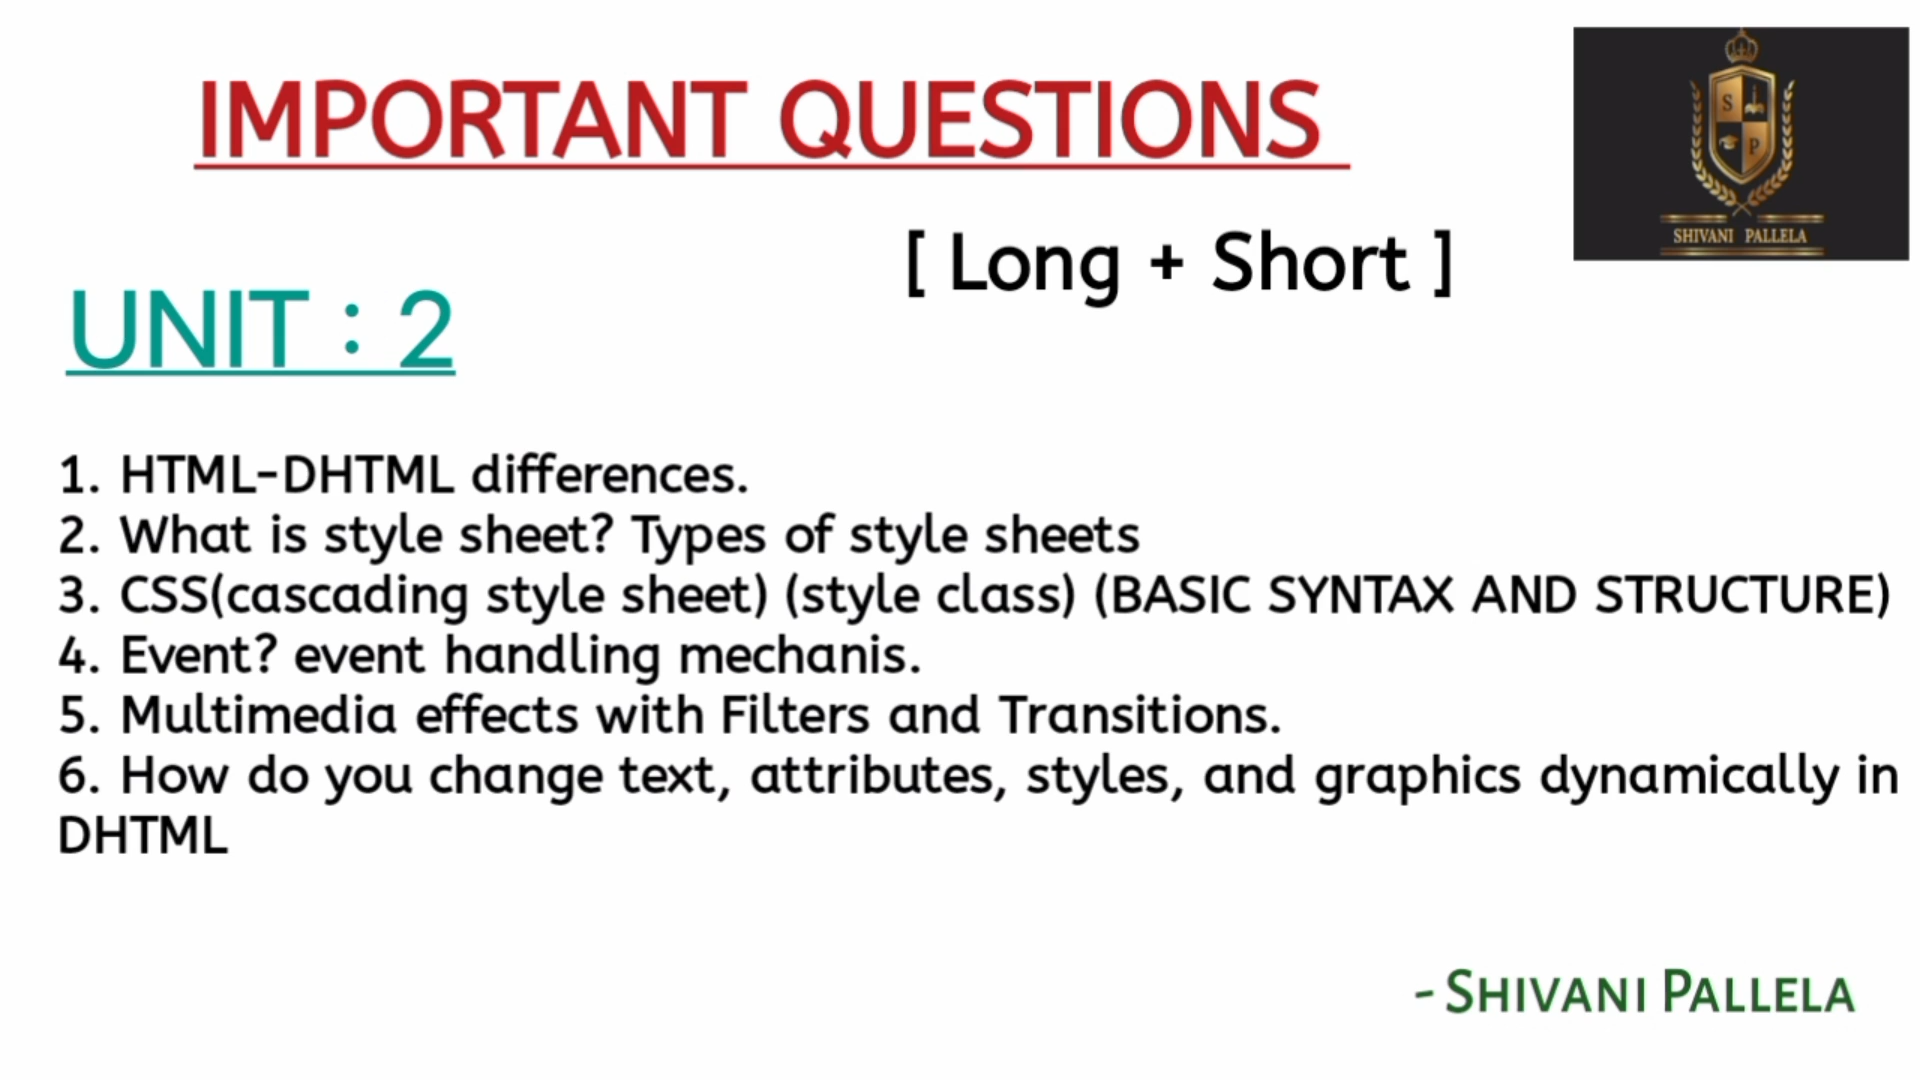 IMPORTANT QUESTIONS
S
P
SHIVANI PALLELA
[ Long + Short ]
UNIT : 2
1. HTML-DHTML differences.
2. What is style sheet? Types of style sheets
3. CSS(cascading style sheet) (style class) (BASIC SYNTAX AND STRUCTURE)
4. Event? event handling mechanis.
5. Multimedia effects with Filters and Transitions.
6. How do you change text, attributes, styles, and graphics dynamically in
DHTML
- SHIVANI PALLELA